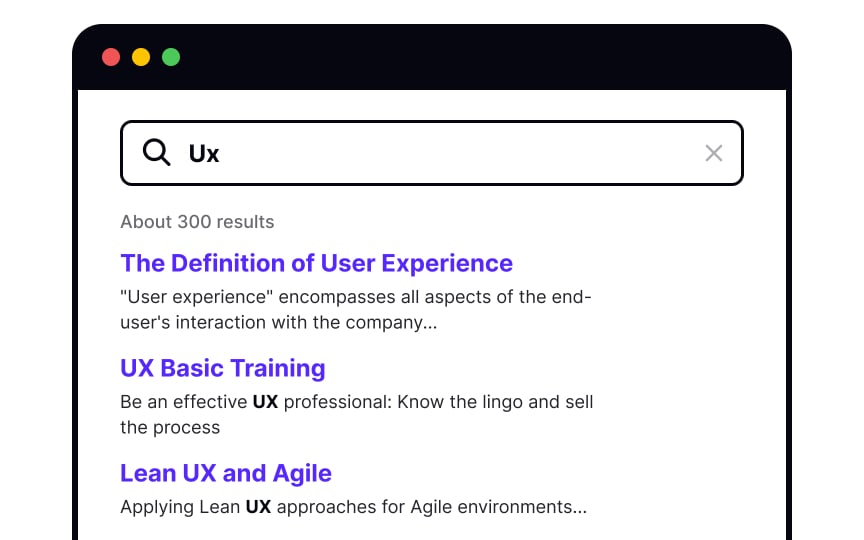 Ux
About 300 results
The Definition of User Experience
"User experience" encompasses all aspects of the end-
user's interaction with the company...
UX Basic Training
Be an effective UX professional: Know the lingo and sell
the process
Lean UX and Agile
Applying Lean UX approaches for Agile environments...